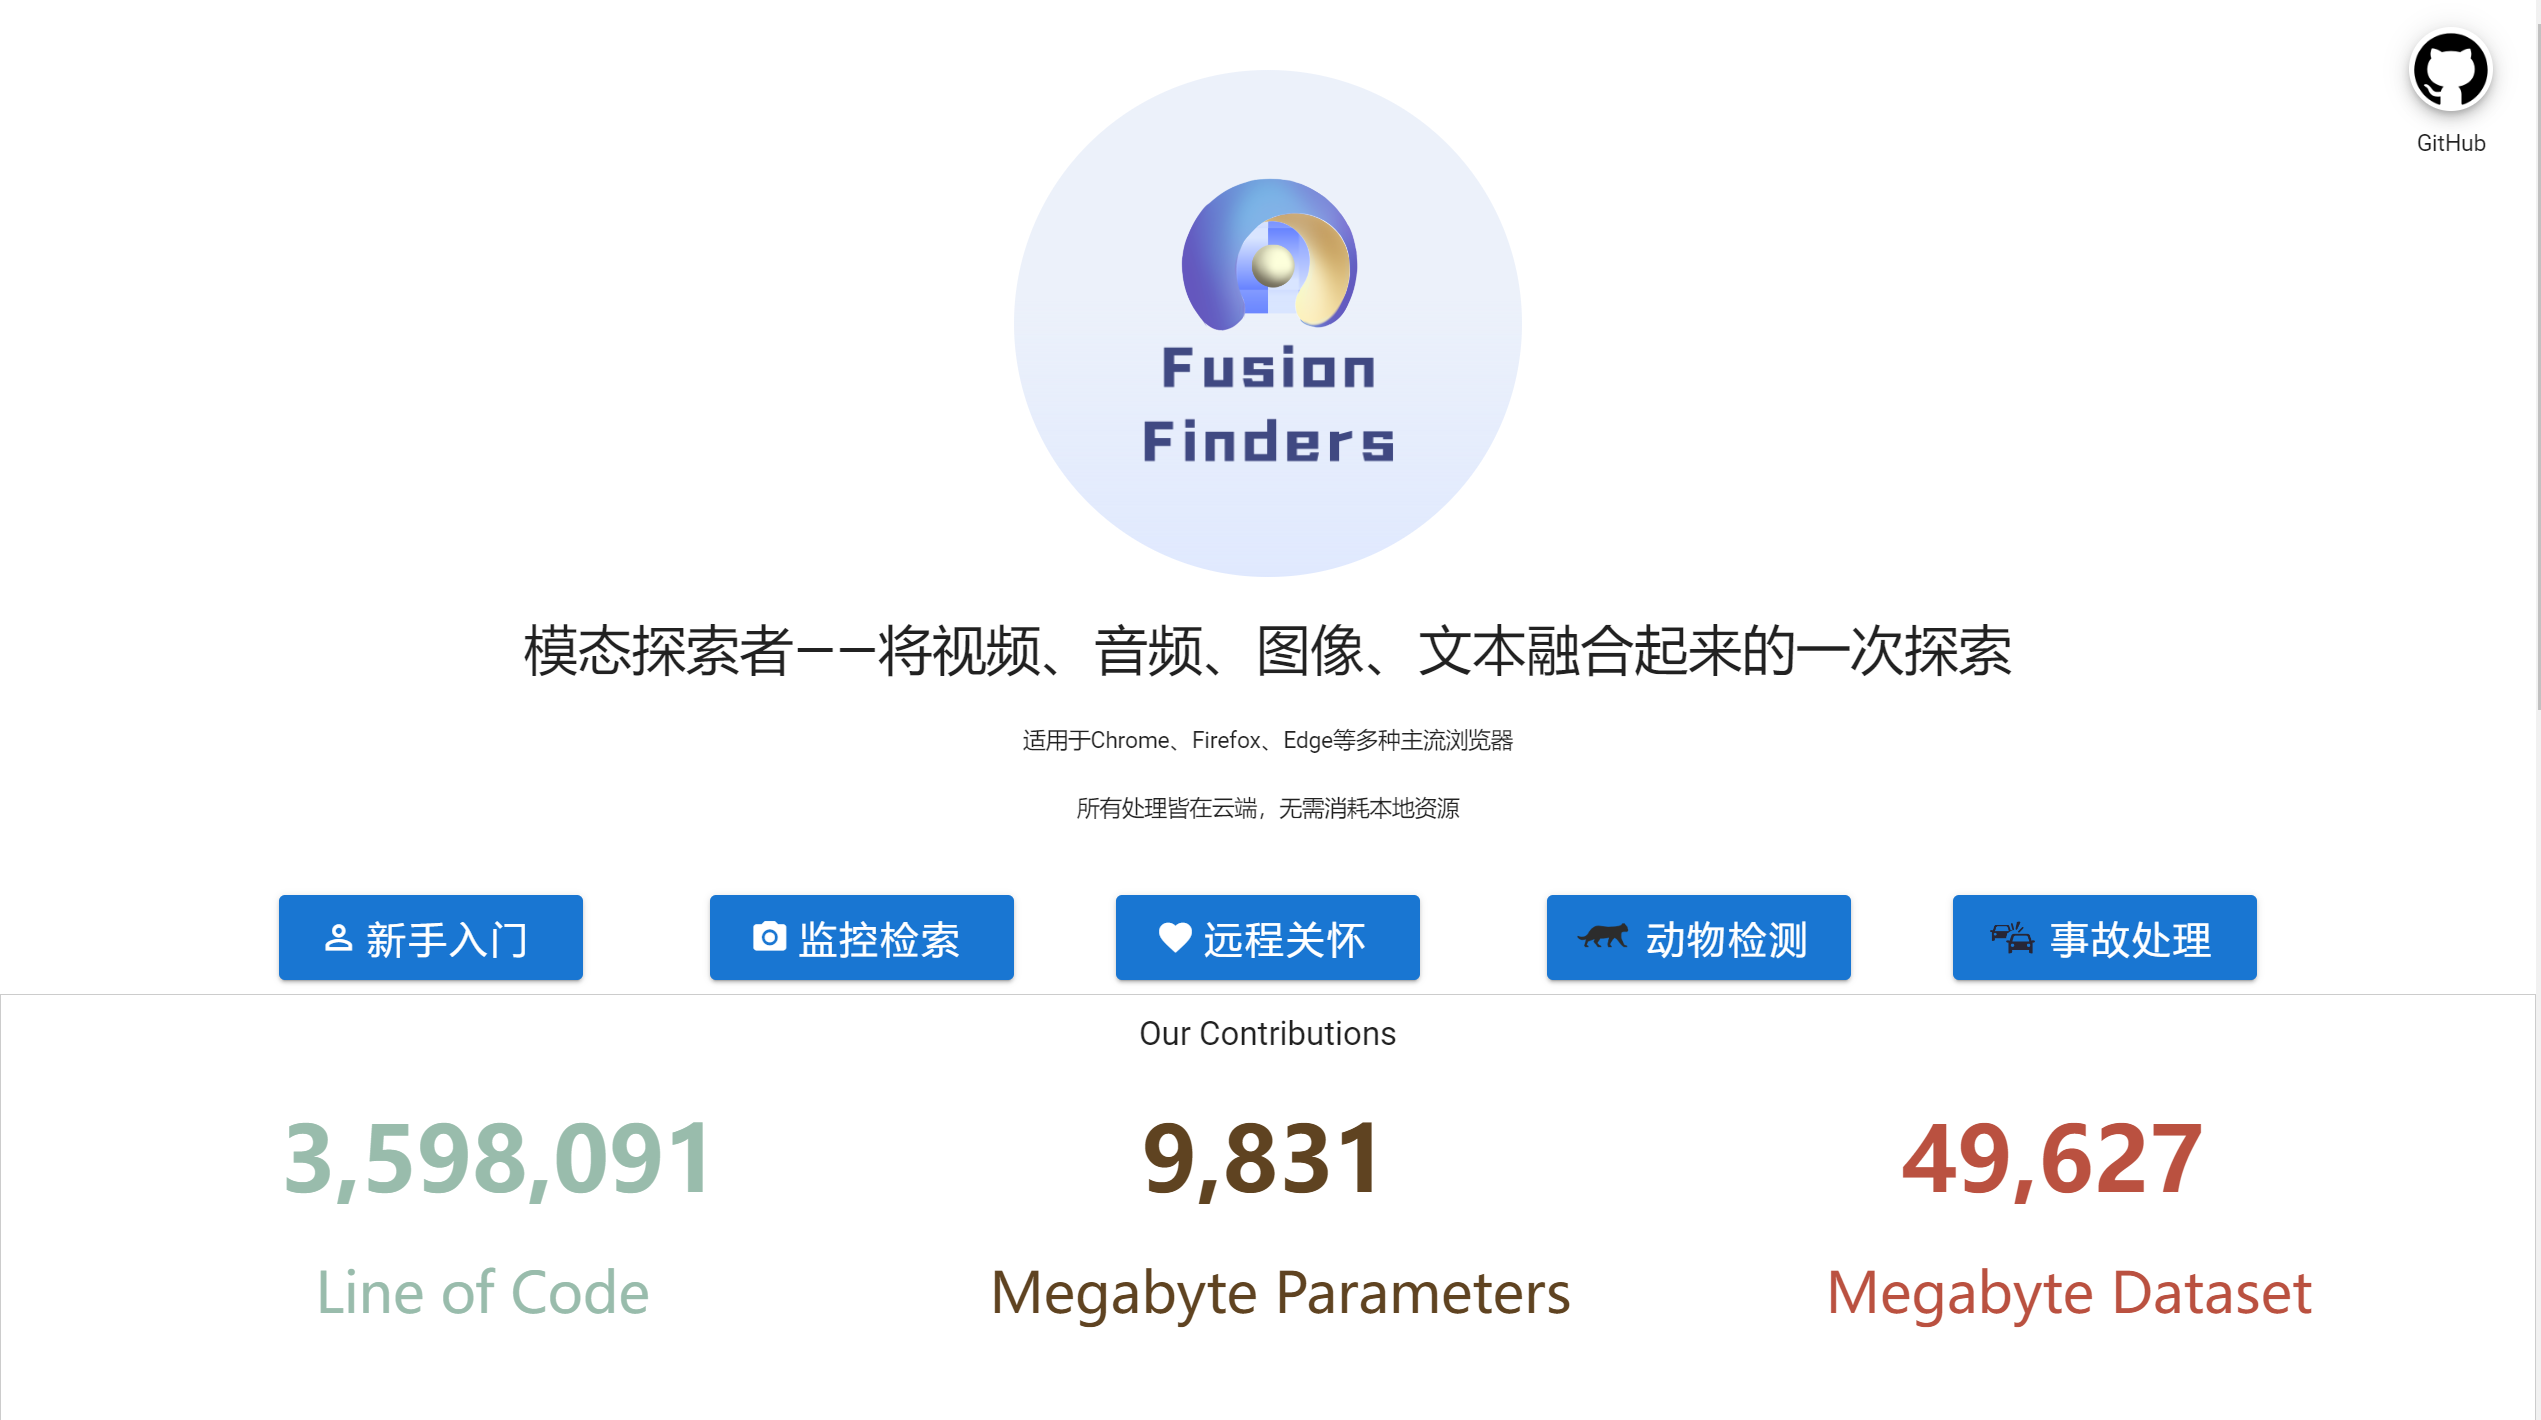 GitHub
Fusion
Finders
模态探索者——将视频、音频、图像、文本融合起来的一次探索
适用于Chrome、Firefox、Edge等多种主流浏览器
所有处理皆在云端，无需消耗本地资源
新手入门
监控检索
远程关怀
动物检测
事故处理
Our Contributions
3,598,091
9,831
49,627
Line of Code
Megabyte Parameters
Megabyte Dataset